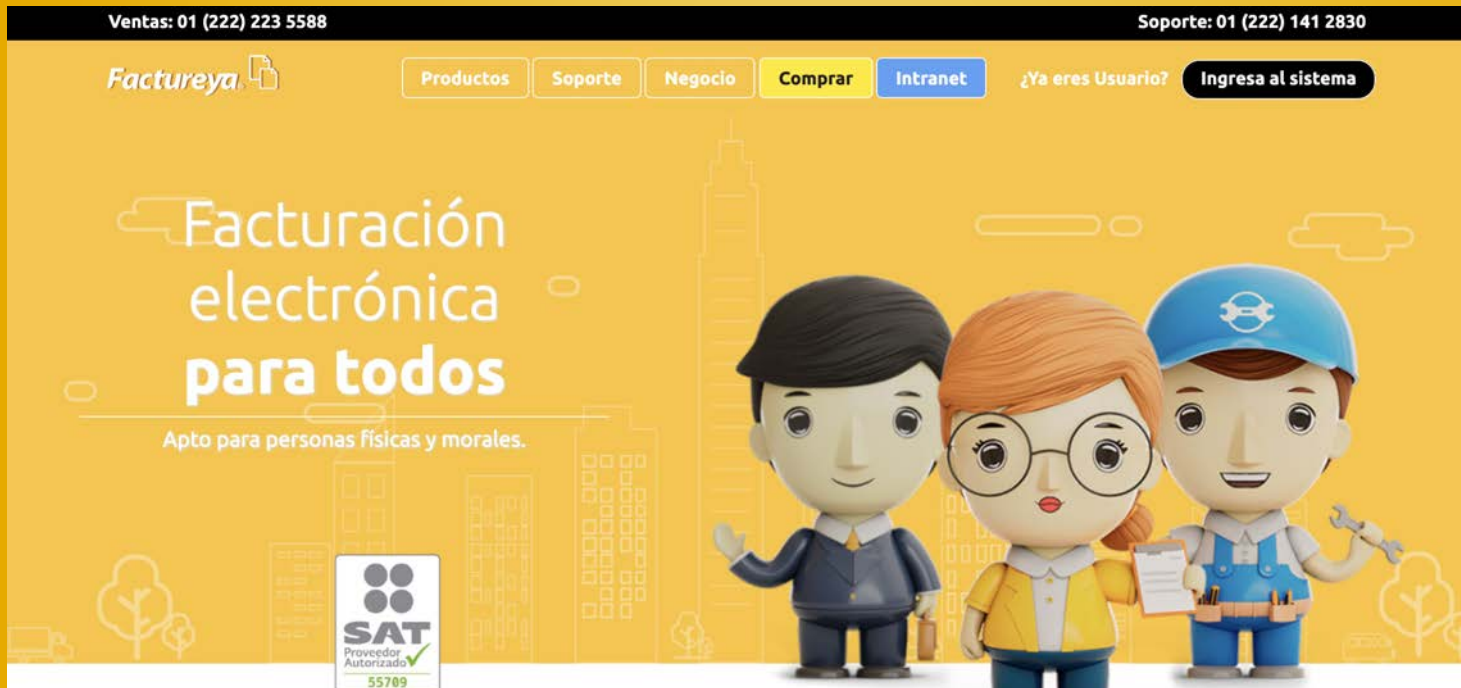 Ventas: 01 (222) 223 5588
Soporte: 01 (222) 141 2830
Factureya
Productos
Soporte
Negocio
Comprar
Intranet
¿Ya eres Usuario?
Ingresa al sistema
Facturación
electrónica
para todos
Apto para personas físicas y morales.
SAT
Proveedor
Autorizado
55709